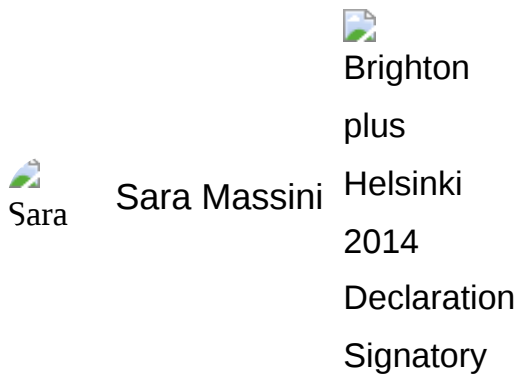 Sara
Sara Massini
Brighton
plus
Helsinki
2014
Declaration
Signatory